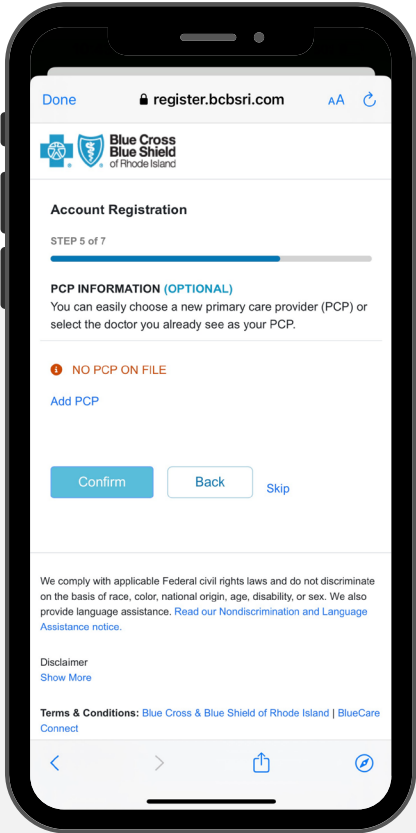 Done
register.bcbsri.com
AA
Blue Cross
Blue Shield
of Rhode Island
Account Registration
STEP 5 of 7
PCP INFORMATION (OPTIONAL)
You can easily choose a new primary care provider (PCP) or
select the doctor you already see as your PCP.
NO PCP ON FILE
Add PCP
Confirm
Back
Skip
We comply with applicable Federal civil rights laws and do not discriminate
on the basis of race, color, national origin, age, disability, or sex. We also
provide language assistance. Read our Nondiscrimination and Language
Assistance notice.
Disclaimer
Show More
Terms & Conditions: Blue Cross & Blue Shield of Rhode Island | BlueCare
Connect